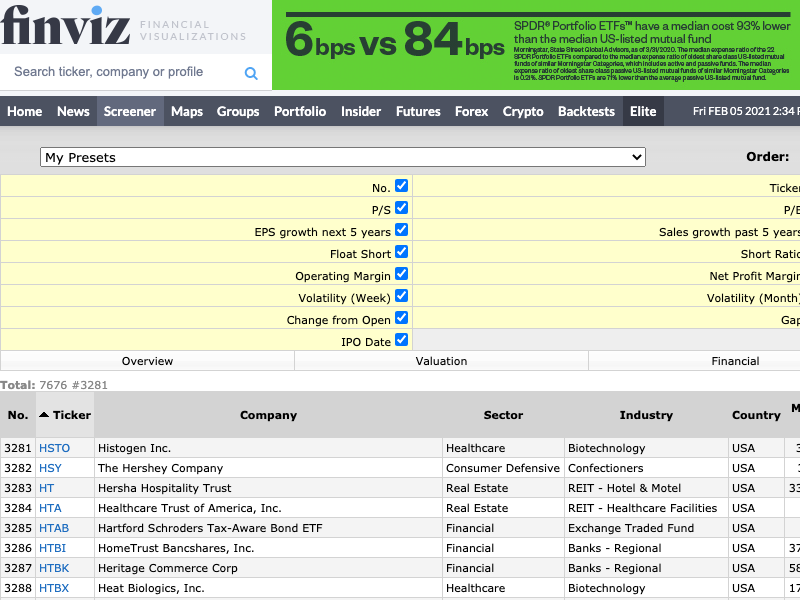 finviz FINANCIAL VISUALIZATIONS
6bps vs 84bps
SPDR® Portfolio ETFs™ have a median cost 93% lower
than the median US-listed mutual fund
Morningstar, State Street Global Advisors, as of 3/31/2020. The median expense ratio of the 22
SPDR Portfolio ETFs compared to the median expense ratio of oldest share class US-listed mutual
funds of similar Morningstar Categories, which includes active and passive funds. The median
expense ratio of oldest share class passive US-listed mutual funds of similar Morningstar Categories
is 0.21%. SPDR Portfolio ETFs are 71% lower than the average passive US-listed mutual fund.
Search ticker, company or profile
Home News Screener Maps Groups Portfolio Insider Futures Forex Crypto Backtests Elite Fri FEB 05 2021 2:34
My Presets Order:
No. Ticker
P/S P/E
EPS growth next 5 years Sales growth past 5 years
Float Short Short Ratio
Operating Margin Net Profit Margin
Volatility (Week) Volatility (Month)
Change from Open Gap
IPO Date
Overview Valuation Financial
Total: 7676 #3281
No. Ticker Company Sector Industry Country M
3281 HSTO Histogen Inc. Healthcare Biotechnology USA 3
3282 HSY The Hershey Company Consumer Defensive Confectioners USA
3283 HT Hersha Hospitality Trust Real Estate REIT - Hotel & Motel USA 33
3284 HTA Healthcare Trust of America, Inc. Real Estate REIT - Healthcare Facilities USA
3285 HTAB Hartford Schroders Tax-Aware Bond ETF Financial Exchange Traded Fund USA
3286 HTBI HomeTrust Bancshares, Inc. Financial Banks - Regional USA 37
3287 HTBK Heritage Commerce Corp Financial Banks - Regional USA 58
3288 HTBX Heat Biologics, Inc. Healthcare Biotechnology USA 17